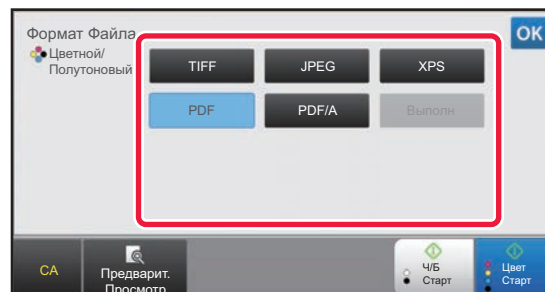 Формат Файла
OK
Цветной/
Полутоновый
TIFF
JPEG
XPS
PDF
PDF/A
Выполн
CA
Предварит.
Просмотр
Ч/Б
Старт
Цвет
Старт